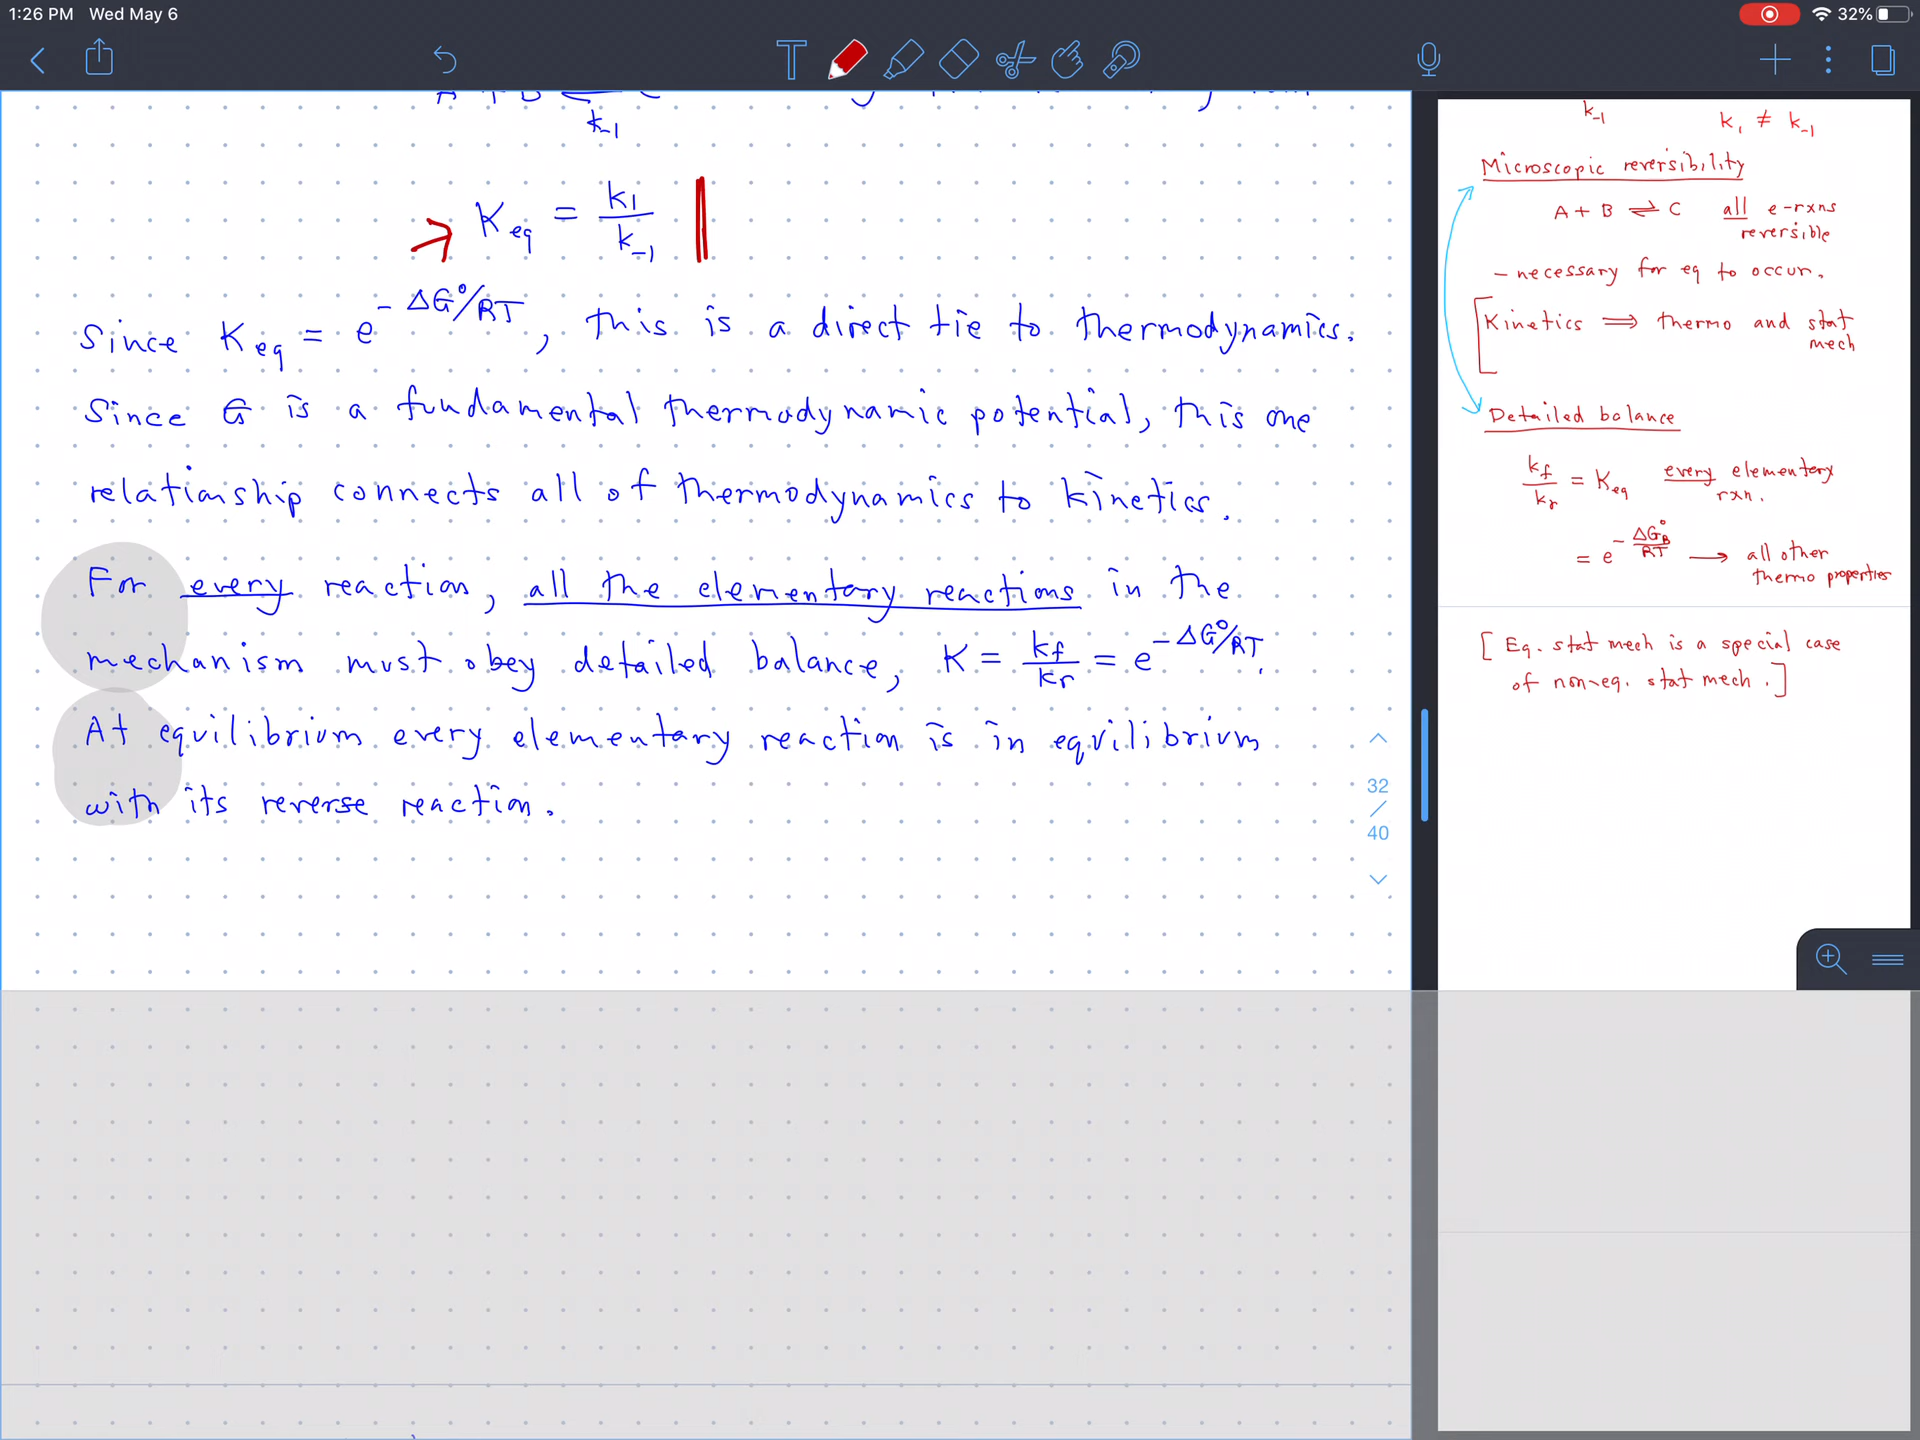 1:26 PM Wed May 6
32%
k-1
Keq = k1/k-1
Since Keq = e^-ΔG°/RT, this is a direct tie to thermodynamics.
Since G is a fundamental thermodynamic potential, this one
relationship connects all of thermodynamics to kinetics.
For every reaction, all the elementary reactions in the
mechanism must obey detailed balance, K = kf/kr = e^-ΔG°/RT.
At equilibrium every elementary reaction is in equilibrium
with its reverse reaction.
32
/
40
k-1 k1 ≠ k-1
Microscopic reversibility
A + B ⇌ C all e-rxns
reversible
- necessary for eq to occur.
[Kinetics ⟹ thermo and stat
mech
Detailed balance
kf/kr = Keq every elementary
rxn.
= e^-ΔG°R/RT → all other
thermo properties
[Eq. stat mech is a special case
of non-eq. stat mech.]